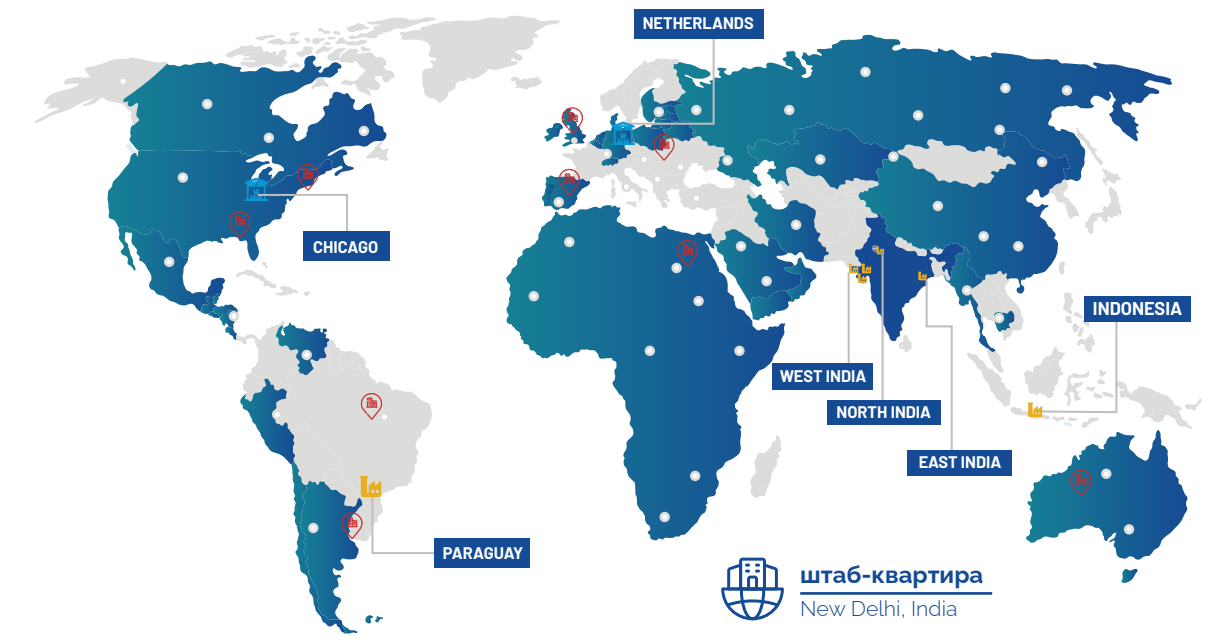 NETHERLANDS
CHICAGO
INDONESIA
WEST INDIA
NORTH INDIA
EAST INDIA
PARAGUAY
штаб-квартира
New Delhi, India